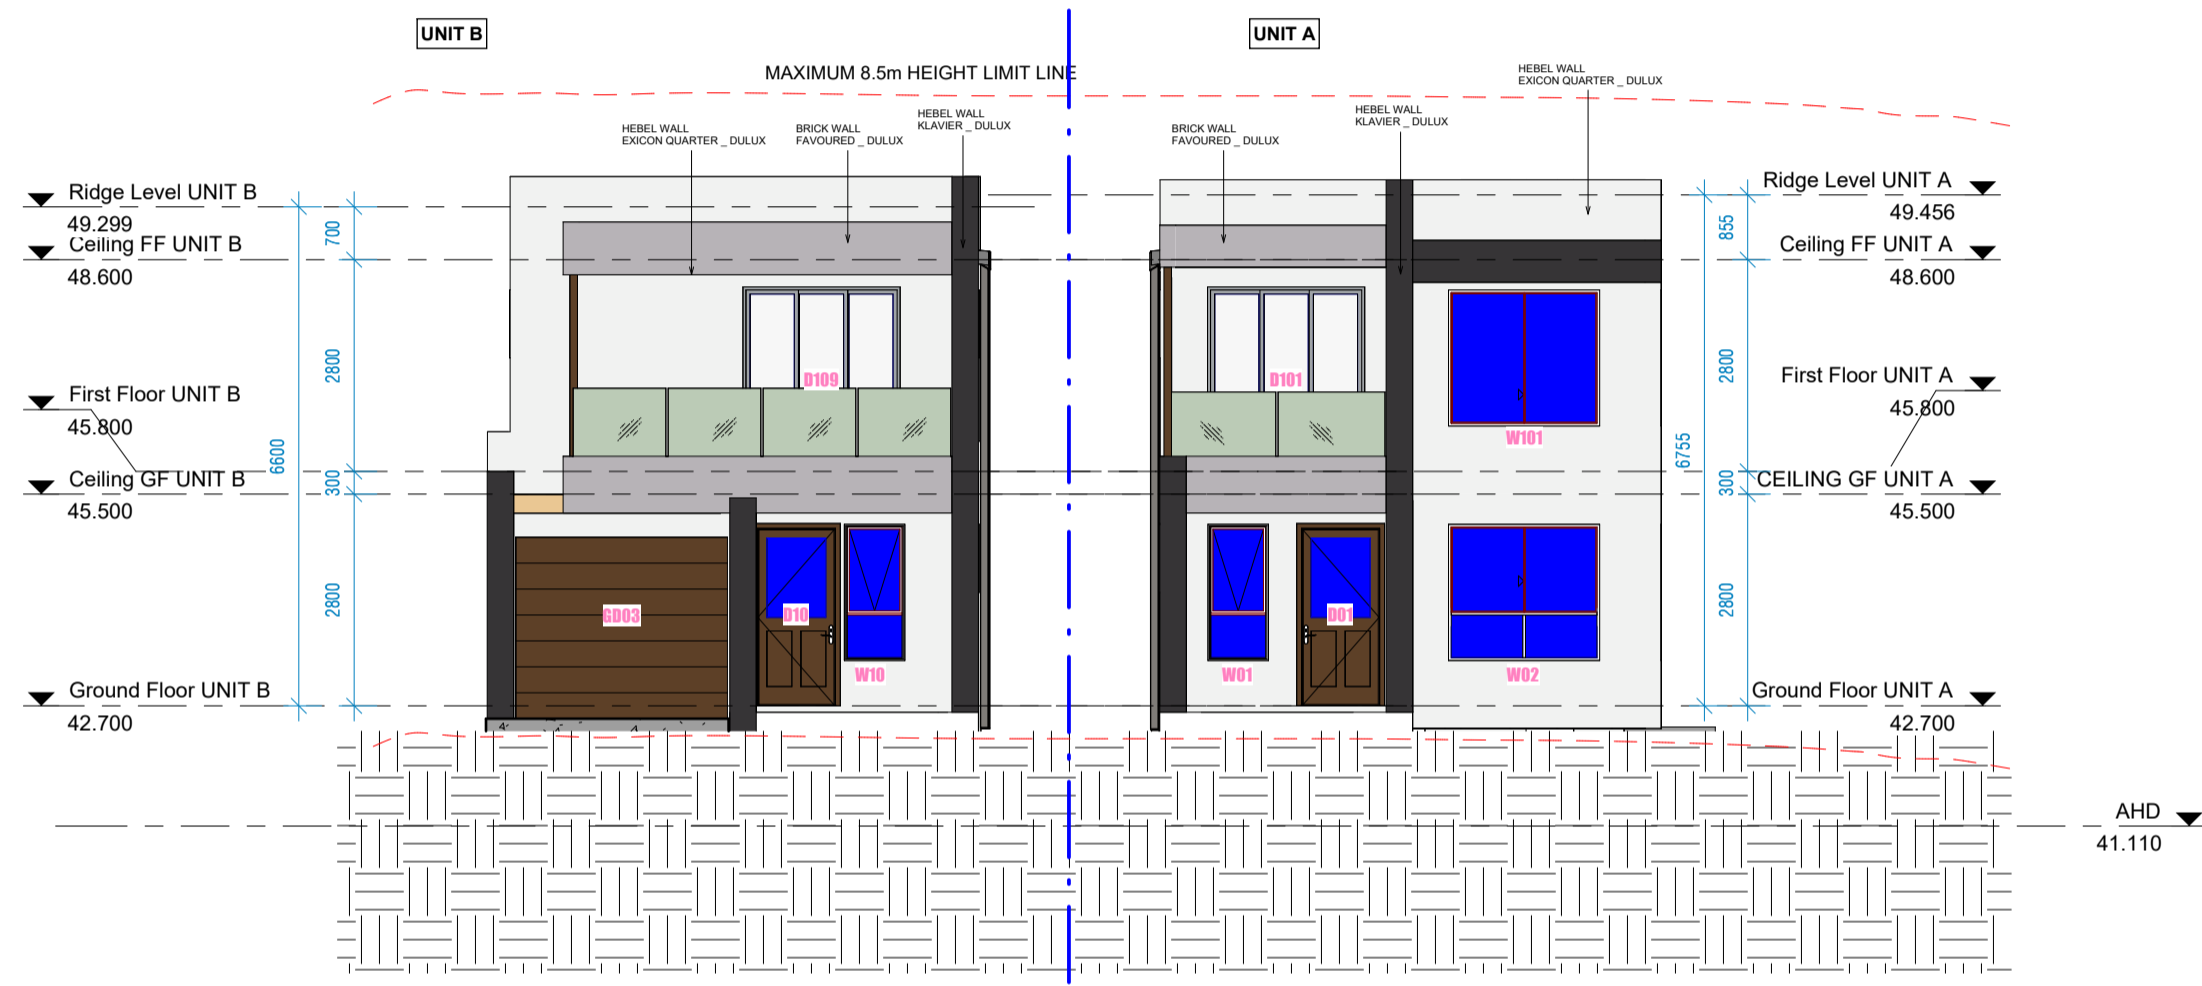 UNIT B
UNIT A
MAXIMUM 8.5m HEIGHT LIMIT LINE
HEBEL WALL
EXICON QUARTER _ DULUX
BRICK WALL
FAVOURED _ DULUX
HEBEL WALL
KLAVIER _ DULUX
BRICK WALL
FAVOURED _ DULUX
HEBEL WALL
KLAVIER _ DULUX
HEBEL WALL
EXICON QUARTER _ DULUX
Ridge Level UNIT B
49.299
Ceiling FF UNIT B
48.600
First Floor UNIT B
45.800
Ceiling GF UNIT B
45.500
Ground Floor UNIT B
42.700
6600
700
2800
300
2800
D109
GD03
D10
W10
D101
W101
W01
D01
W02
6755
855
2800
300
2800
Ridge Level UNIT A
49.456
Ceiling FF UNIT A
48.600
First Floor UNIT A
45.800
CEILING GF UNIT A
45.500
Ground Floor UNIT A
42.700
AHD
41.110